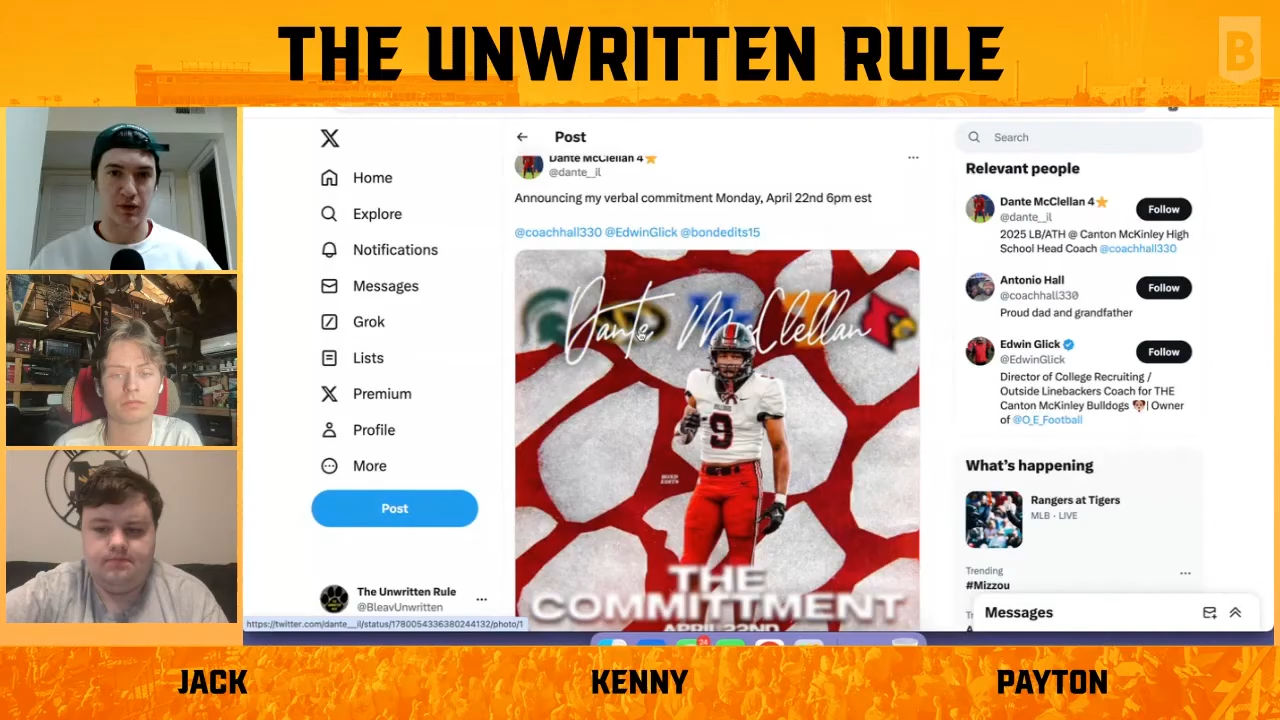 THE UNWRITTEN RULE
B
Post
Search
Home
Explore
Notifications
Messages
Grok
Lists
Premium
Profile
More
Post
The Unwritten Rule
@BleavUnwritten
https://twitter.com/dante__il/status/1780054336380244132/photo/1
Dante McClellan 4
@dante__il
Announcing my verbal commitment Monday, April 22nd 6pm est
@coachhall330 @EdwinGlick @bondedits15
Dante McClellan
9
THE
COMMITTMENT
APRIL 22ND
Relevant people
Dante McClellan 4
@dante__il
Follow
2025 LB/ATH @ Canton McKinley High
School Head Coach @coachhall330
Antonio Hall
@coachhall330
Follow
Proud dad and grandfather
Edwin Glick
@EdwinGlick
Follow
Director of College Recruiting /
Outside Linebackers Coach for THE
Canton McKinley Bulldogs | Owner
of @O_E_Football
What's happening
Rangers at Tigers
MLB · LIVE
Trending
#Mizzou
Messages
24
JACK
KENNY
PAYTON